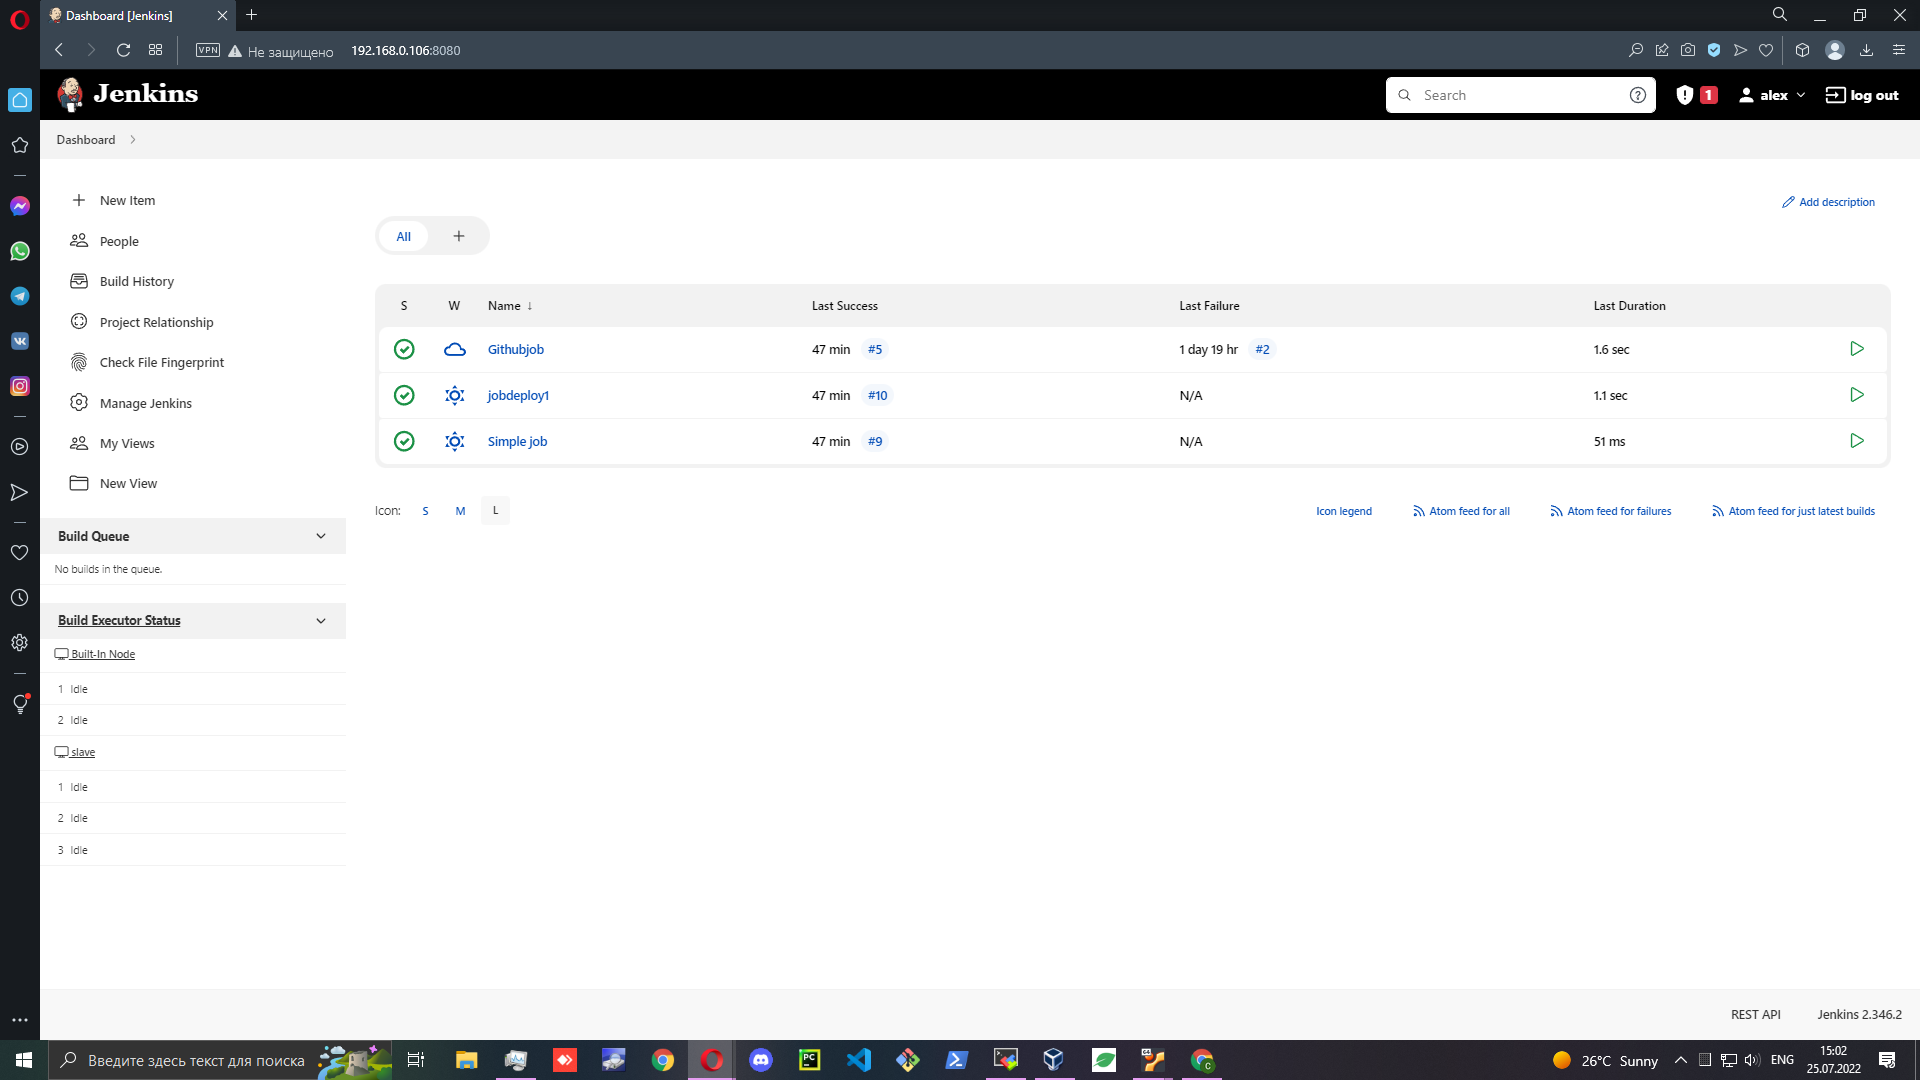 Dashboard [Jenkins]
VPN
Не защищено
192.168.0.106:8080
Jenkins
Search
1
alex
log out
Dashboard
New Item
People
Build History
Project Relationship
Check File Fingerprint
Manage Jenkins
My Views
New View
Build Queue
No builds in the queue.
Build Executor Status
Built-In Node
1 Idle
2 Idle
slave
1 Idle
2 Idle
3 Idle
Add description
All +
S W Name ↓ Last Success Last Failure Last Duration
Githubjob 47 min #5 1 day 19 hr #2 1.6 sec
jobdeploy1 47 min #10 N/A 1.1 sec
Simple job 47 min #9 N/A 51 ms
Icon: S M L
Icon legend Atom feed for all Atom feed for failures Atom feed for just latest builds
REST API Jenkins 2.346.2
Введите здесь текст для поиска
26°C Sunny
ENG
15:02
25.07.2022